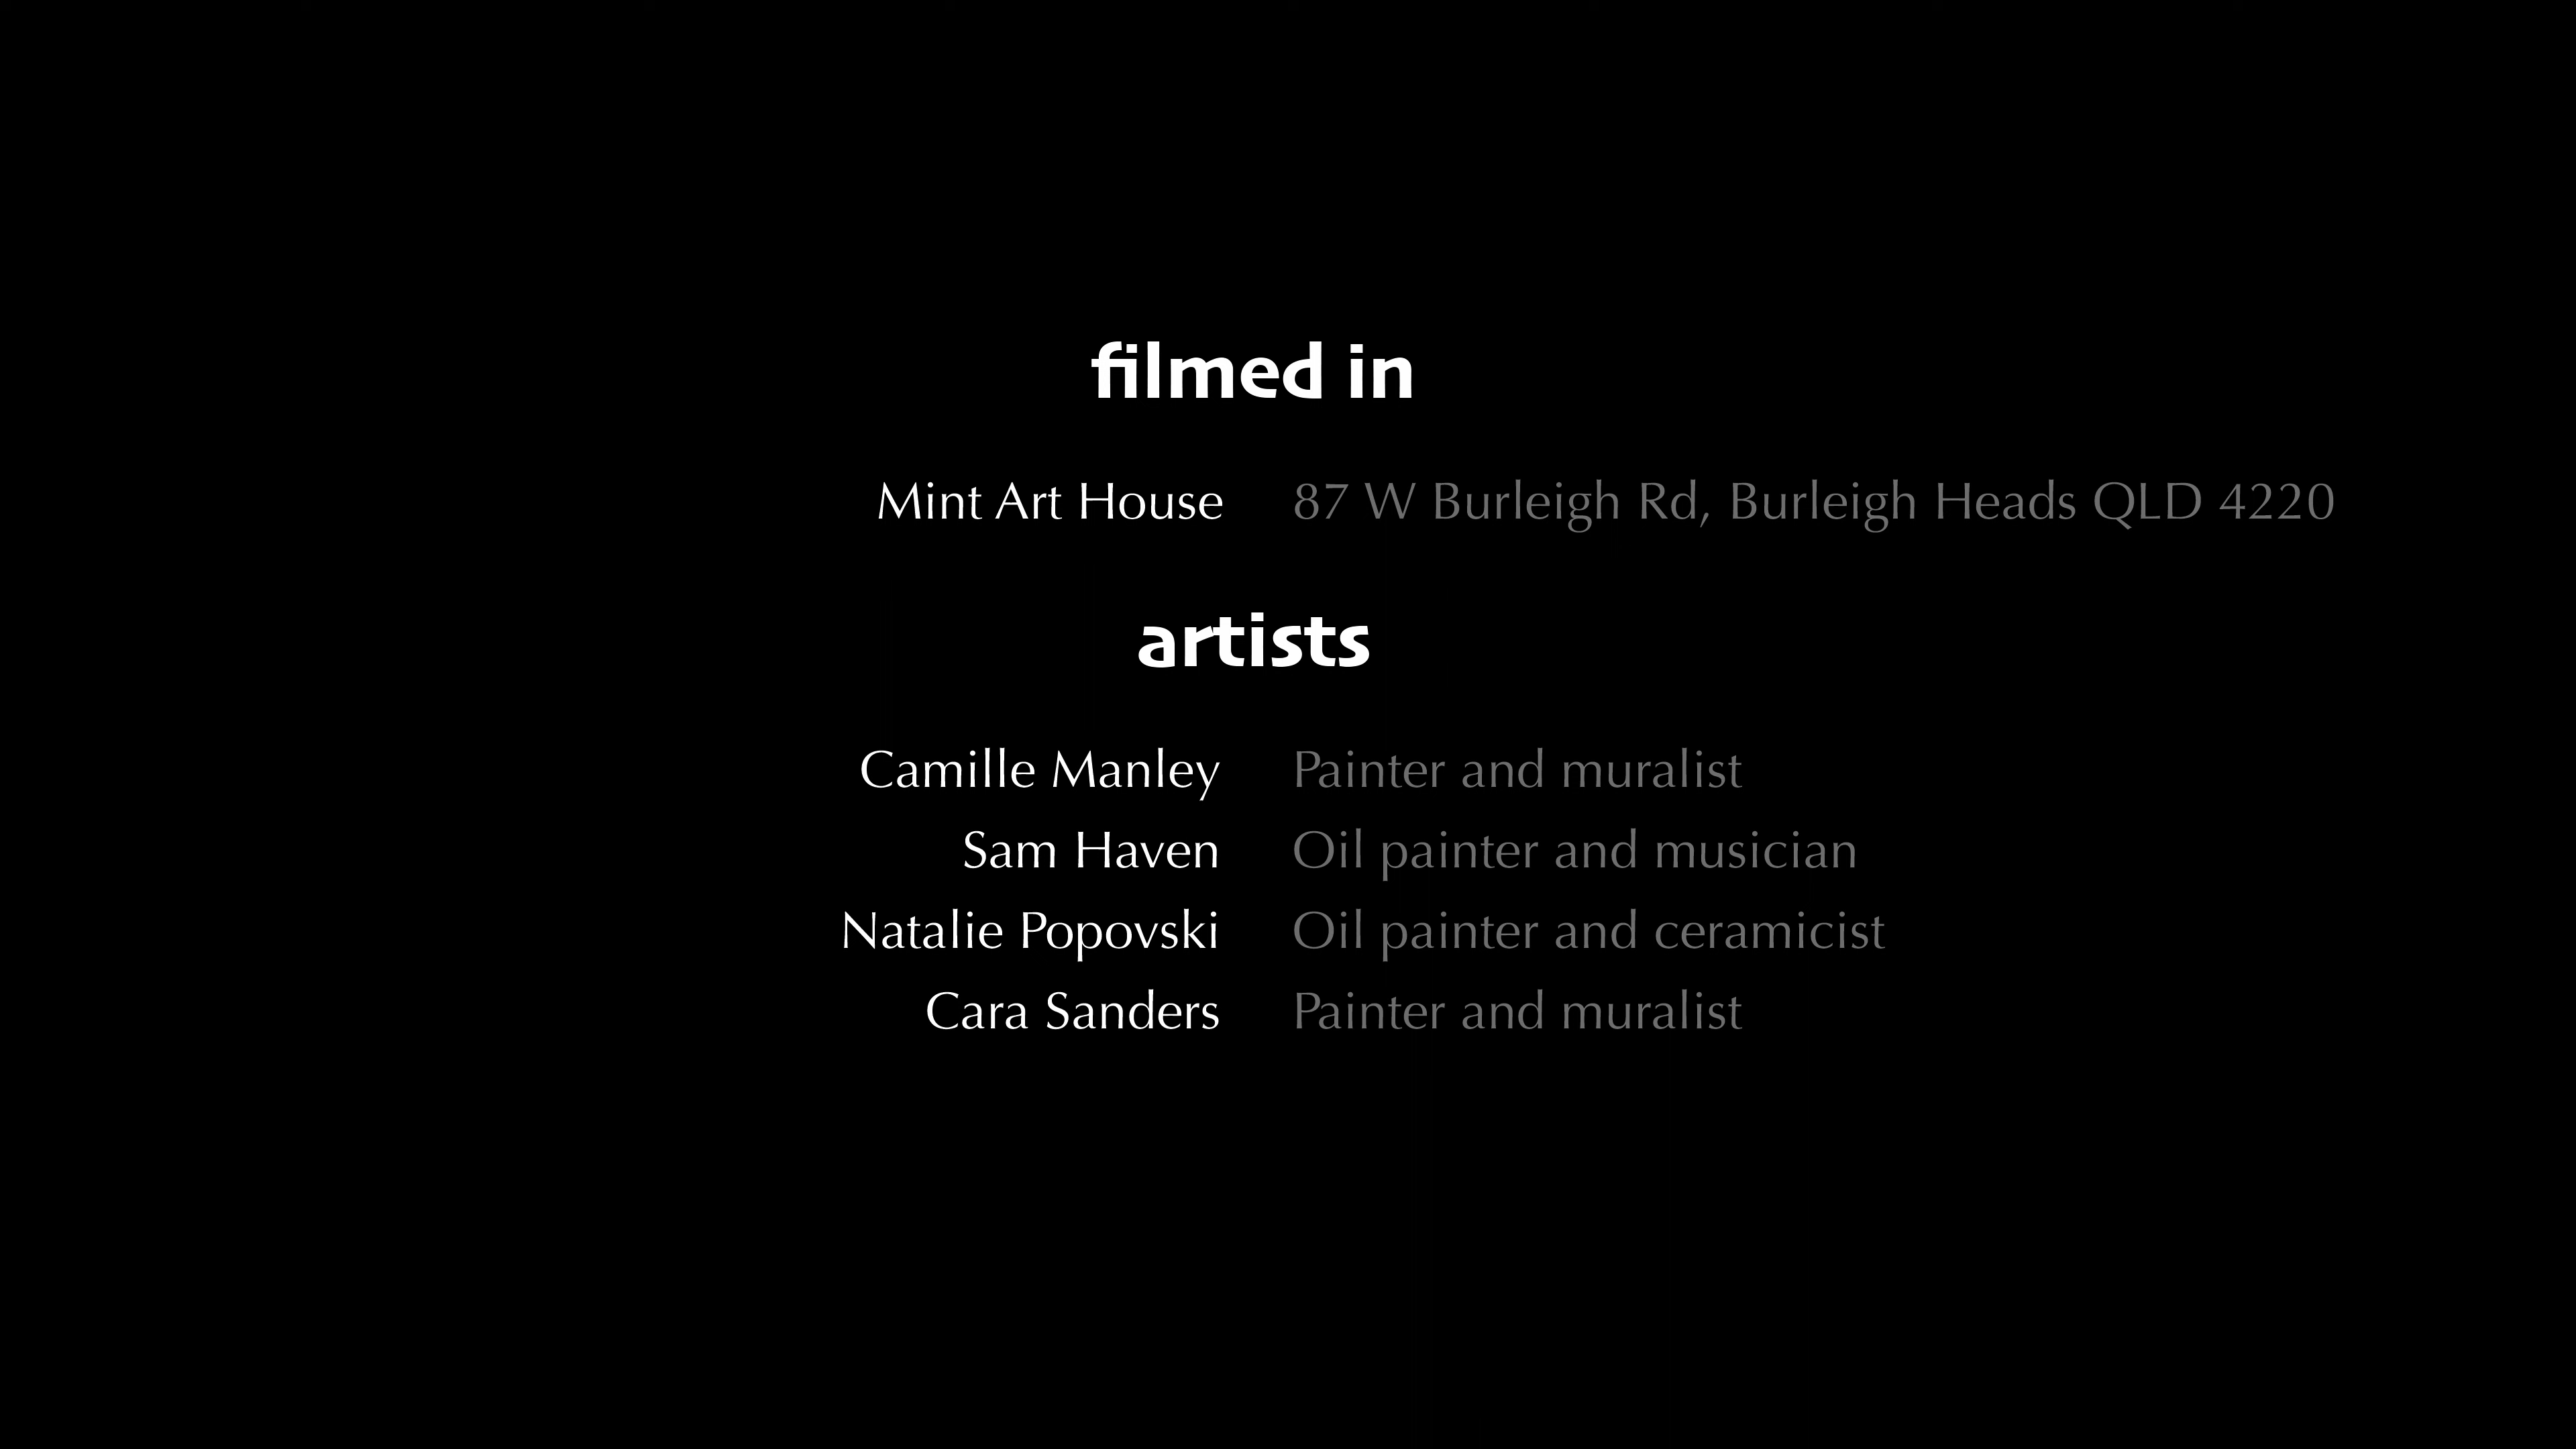 filmed in
Mint Art House 87 W Burleigh Rd, Burleigh Heads QLD 4220
artists
Camille Manley Painter and muralist
Sam Haven Oil painter and musician
Natalie Popovski Oil painter and ceramicist
Cara Sanders Painter and muralist